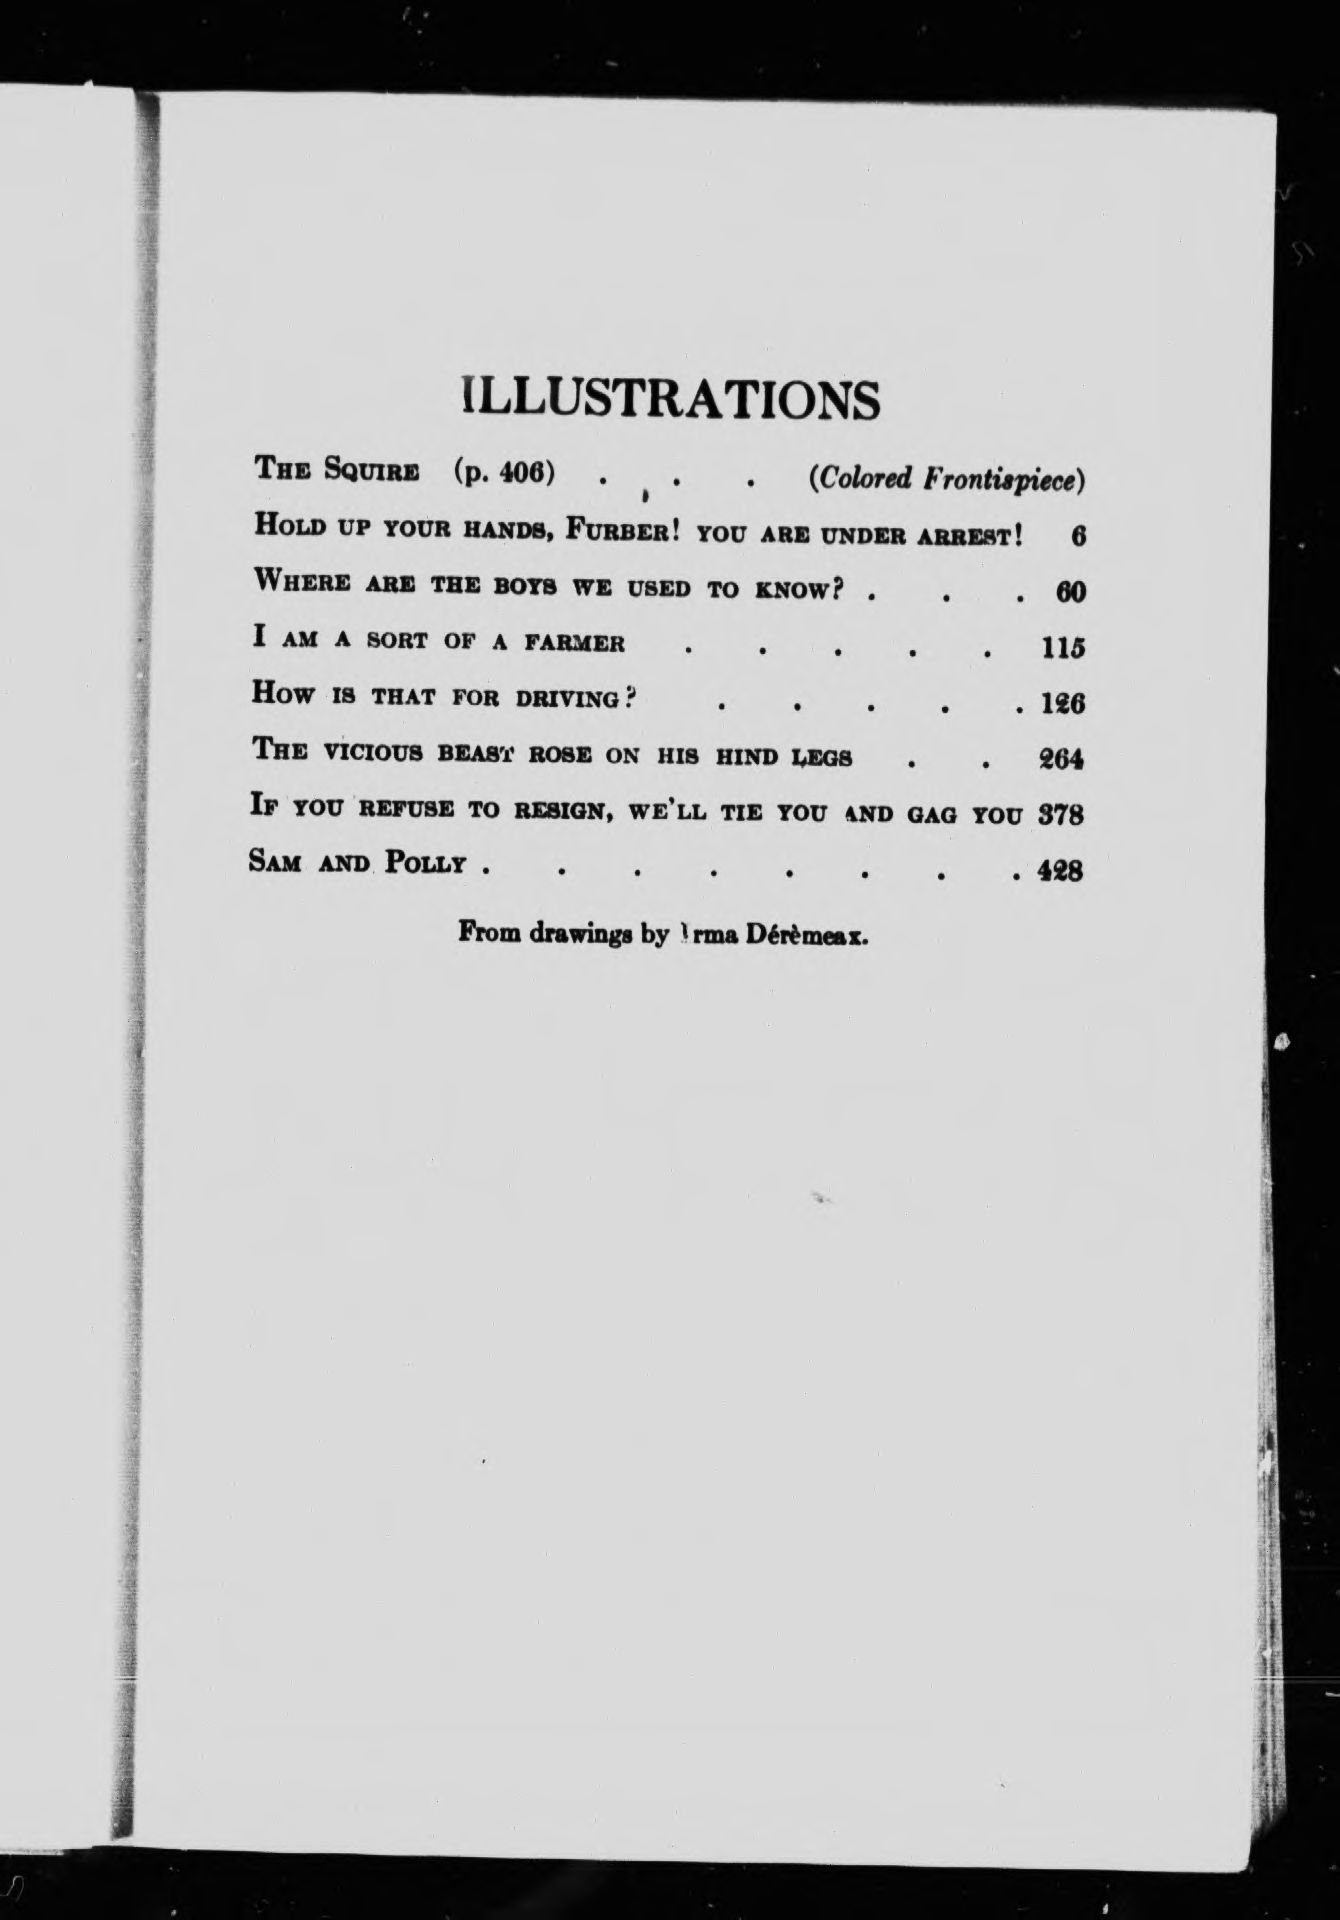 ILLUSTRATIONS
The Squire (p. 406) . . . (Colored Frontispiece)
Hold up your hands, Furber! you are under arrest! 6
Where are the boys we used to know? . . . 60
I am a sort of a farmer . . . . . 115
How is that for driving? . . . . . 126
The vicious beast rose on his hind legs . . 264
If you refuse to resign, we'll tie you and gag you 378
Sam and Polly . . . . . . . . 428
From drawings by Irma Dérèmeax.